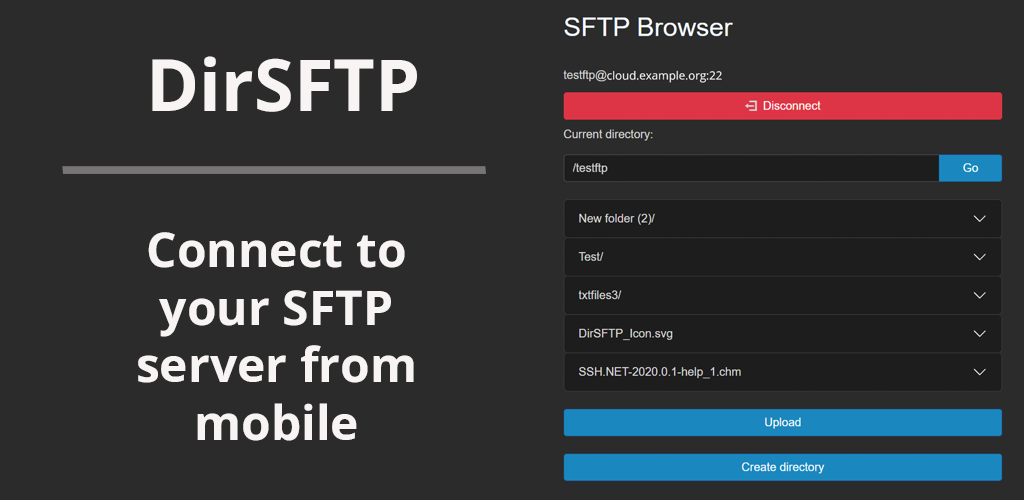 DirSFTP
Connect to
your SFTP
server from
mobile
SFTP Browser
testftp@cloud.example.org:22
Disconnect
Current directory:
/testftp
Go
New folder (2)/
Test/
txtfiles3/
DirSFTP_Icon.svg
SSH.NET-2020.0.1-help_1.chm
Upload
Create directory